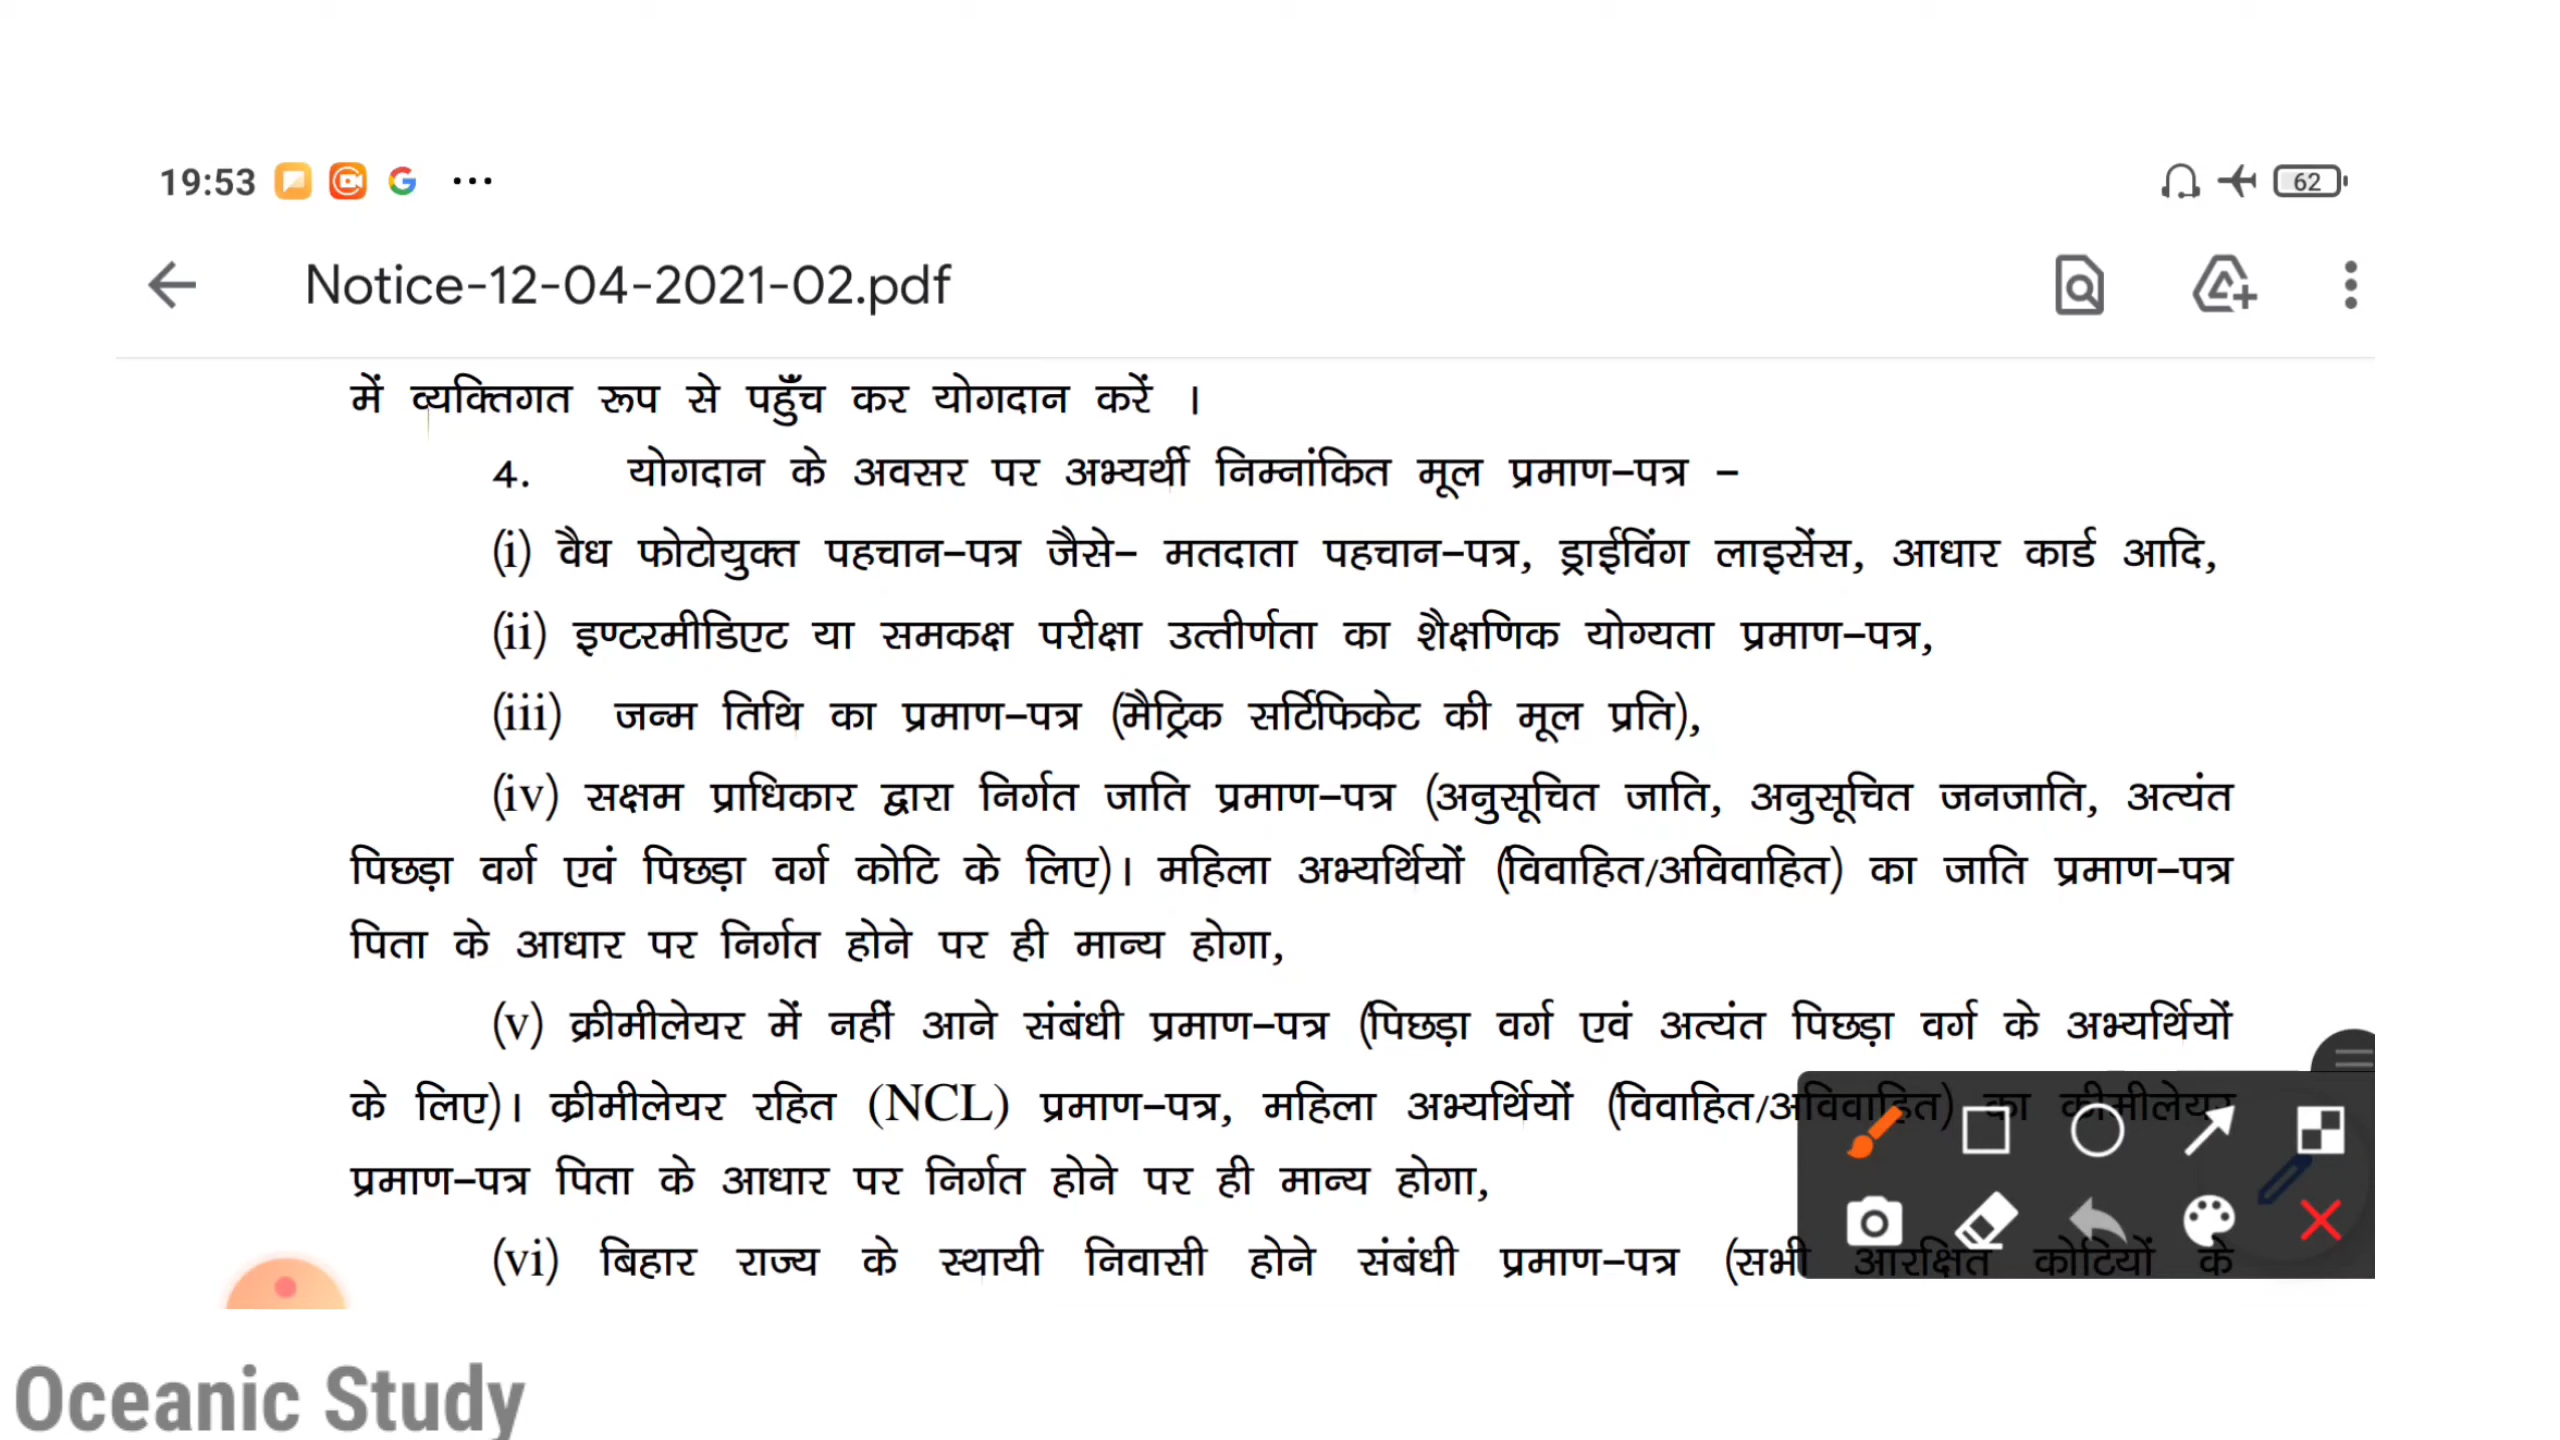 19:53
62
Notice-12-04-2021-02.pdf
में व्यक्तिगत रूप से पहुँच कर योगदान करें ।
4. योगदान के अवसर पर अभ्यर्थी निम्नांकित मूल प्रमाण–पत्र –
(i) वैध फोटोयुक्त पहचान–पत्र जैसे– मतदाता पहचान–पत्र, ड्राईविंग लाइसेंस, आधार कार्ड आदि,
(ii) इण्टरमीडिएट या समकक्ष परीक्षा उत्तीर्णता का शैक्षणिक योग्यता प्रमाण–पत्र,
(iii) जन्म तिथि का प्रमाण–पत्र (मैट्रिक सर्टिफिकेट की मूल प्रति),
(iv) सक्षम प्राधिकार द्वारा निर्गत जाति प्रमाण–पत्र (अनुसूचित जाति, अनुसूचित जनजाति, अत्यंत
पिछड़ा वर्ग एवं पिछड़ा वर्ग कोटि के लिए)। महिला अभ्यर्थियों (विवाहित/अविवाहित) का जाति प्रमाण–पत्र
पिता के आधार पर निर्गत होने पर ही मान्य होगा,
(v) क्रीमीलेयर में नहीं आने संबंधी प्रमाण–पत्र (पिछड़ा वर्ग एवं अत्यंत पिछड़ा वर्ग के अभ्यर्थियों
के लिए)। क्रीमीलेयर रहित (NCL) प्रमाण–पत्र, महिला अभ्यर्थियों (विवाहित/अविवाहित) का क्रीमीलेयर
प्रमाण–पत्र पिता के आधार पर निर्गत होने पर ही मान्य होगा,
(vi) बिहार राज्य के स्थायी निवासी होने संबंधी प्रमाण–पत्र (सभी आरक्षित कोटियों के
Oceanic Study